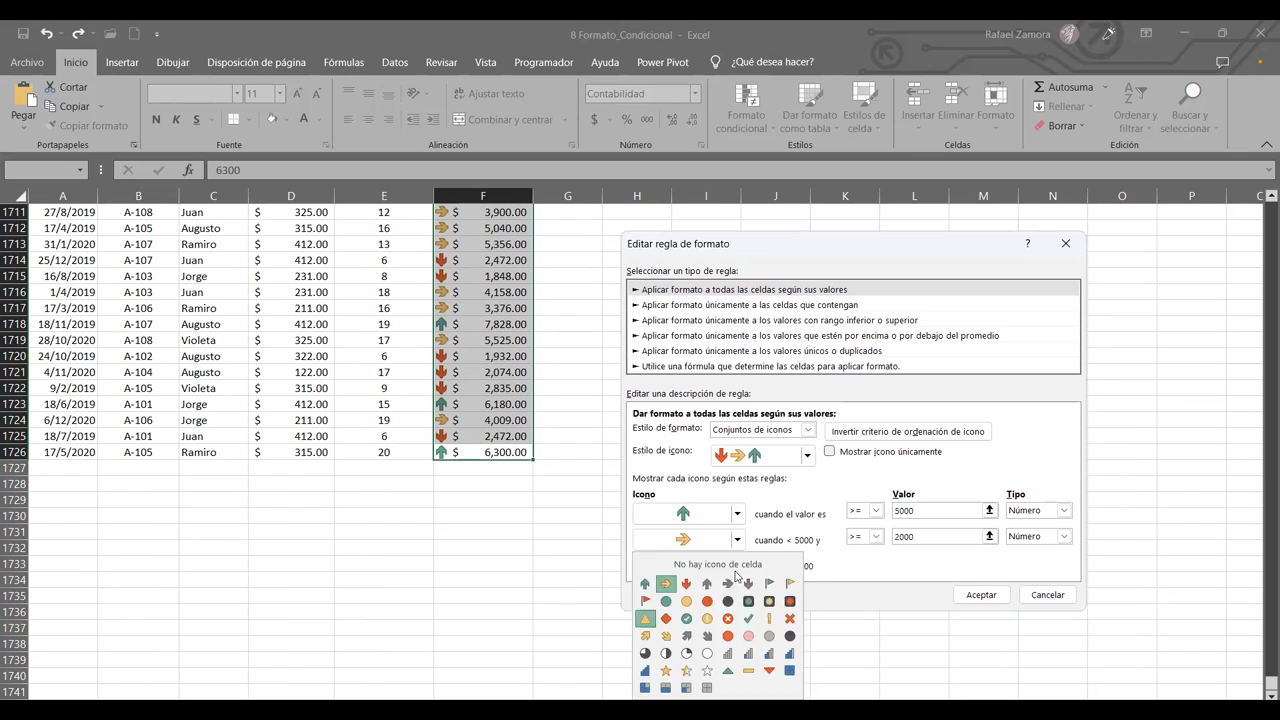 8 Formato_Condicional - Excel
Rafael Zamora
Archivo Inicio Insertar Dibujar Disposición de página Fórmulas Datos Revisar Vista Programador Ayuda Power Pivot ¿Qué desea hacer?
Pegar
Cortar
Copiar
Copiar formato
Portapapeles
11
N K S
Fuente
Ajustar texto
Combinar y centrar
Alineación
Contabilidad
$ % 000
Número
Formato condicional
Dar formato como tabla
Estilos de celda
Estilos
Insertar Eliminar Formato
Celdas
Autosuma
Rellenar
Borrar
Ordenar y filtrar
Buscar y seleccionar
Edición
fx 6300
A B C D E F G H I J K L M N O P Q
1711 27/8/2019 A-108 Juan $ 325.00 12 $ 3,900.00
1712 17/4/2019 A-105 Augusto $ 315.00 16 $ 5,040.00
1713 31/1/2020 A-107 Ramiro $ 412.00 13 $ 5,356.00
1714 25/12/2019 A-107 Juan $ 412.00 6 $ 2,472.00
1715 16/8/2019 A-103 Jorge $ 231.00 8 $ 1,848.00
1716 1/4/2019 A-103 Juan $ 231.00 18 $ 4,158.00
1717 17/1/2020 A-106 Ramiro $ 211.00 16 $ 3,376.00
1718 18/11/2019 A-107 Augusto $ 412.00 19 $ 7,828.00
1719 28/10/2020 A-108 Violeta $ 325.00 17 $ 5,525.00
1720 24/10/2019 A-102 Augusto $ 322.00 6 $ 1,932.00
1721 4/11/2020 A-104 Augusto $ 122.00 17 $ 2,074.00
1722 9/2/2019 A-105 Violeta $ 315.00 9 $ 2,835.00
1723 18/6/2019 A-101 Jorge $ 412.00 15 $ 6,180.00
1724 6/12/2020 A-106 Jorge $ 211.00 19 $ 4,009.00
1725 18/7/2019 A-101 Juan $ 412.00 6 $ 2,472.00
1726 17/5/2020 A-105 Ramiro $ 315.00 20 $ 6,300.00
1727
1728
1729
1730
1731
1732
1733
1734
1735
1736
1737
1738
1739
1740
1741
Editar regla de formato ?
Seleccionar un tipo de regla:
► Aplicar formato a todas las celdas según sus valores
► Aplicar formato únicamente a las celdas que contengan
► Aplicar formato únicamente a los valores con rango inferior o superior
► Aplicar formato únicamente a los valores que estén por encima o por debajo del promedio
► Aplicar formato únicamente a los valores únicos o duplicados
► Utilice una fórmula que determine las celdas para aplicar formato.
Editar una descripción de regla:
Dar formato a todas las celdas según sus valores:
Estilo de formato: Conjuntos de iconos Invertir criterio de ordenación de icono
Estilo de icono: Mostrar icono únicamente
Mostrar cada icono según estas reglas:
Icono Valor Tipo
cuando el valor es >= 5000 Número
cuando < 5000 y >= 2000 Número
No hay icono de celda
Aceptar Cancelar